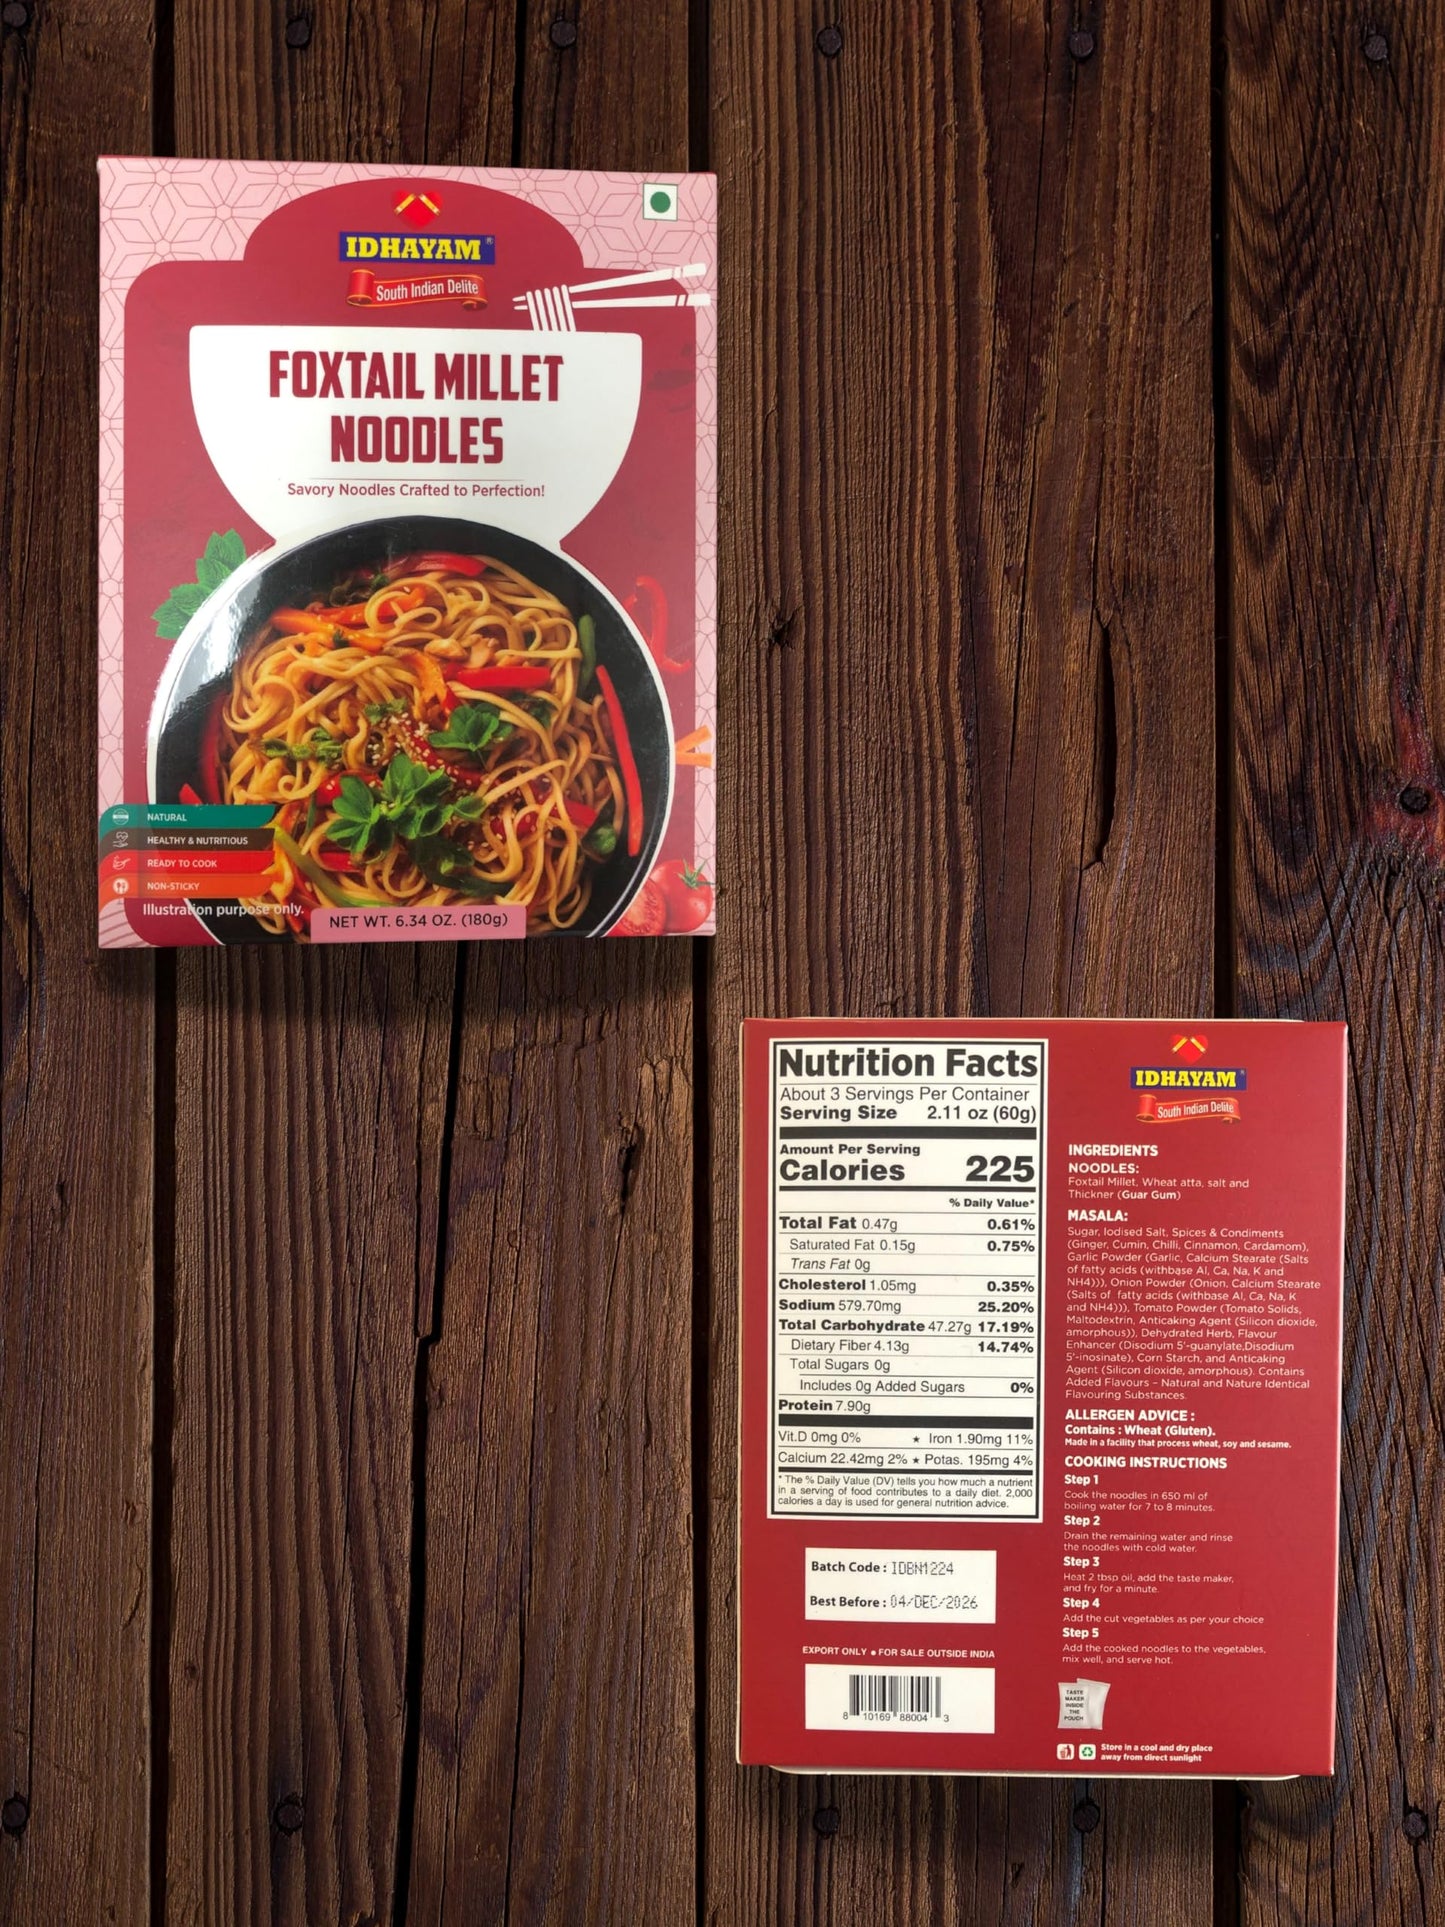 IDHAYAM®
South Indian Delite
FOXTAIL MILLET
NOODLES
Savory Noodles Crafted to Perfection!
NATURAL
HEALTHY & NUTRITIOUS
READY TO COOK
NON-STICKY
Illustration purpose only.
NET WT. 6.34 OZ. (180g)
Nutrition Facts
About 3 Servings Per Container
Serving Size 2.11 oz (60g)
Amount Per Serving
Calories 225
% Daily Value*
Total Fat 0.47g 0.61%
Saturated Fat 0.15g 0.75%
Trans Fat 0g
Cholesterol 1.05mg 0.35%
Sodium 579.70mg 25.20%
Total Carbohydrate 47.27g 17.19%
Dietary Fiber 4.13g 14.74%
Total Sugars 0g
Includes 0g Added Sugars 0%
Protein 7.90g
Vit.D 0mg 0% ★ Iron 1.90mg 11%
Calcium 22.42mg 2% ★ Potas. 195mg 4%
* The % Daily Value (DV) tells you how much a nutrient
in a serving of food contributes to a daily diet. 2,000
calories a day is used for general nutrition advice.
Batch Code : IDBN1224
Best Before : 04/DEC/2026
EXPORT ONLY ● FOR SALE OUTSIDE INDIA
8 10169 88004 3
IDHAYAM®
South Indian Delite
INGREDIENTS
NOODLES:
Foxtail Millet, Wheat atta, salt and
Thickner (Guar Gum)
MASALA:
Sugar, Iodised Salt, Spices & Condiments
(Ginger, Cumin, Chilli, Cinnamon, Cardamom),
Garlic Powder (Garlic, Calcium Stearate (Salts
of fatty acids (withbase Al, Ca, Na, K and
NH4))), Onion Powder (Onion, Calcium Stearate
(Salts of fatty acids (withbase Al, Ca, Na, K
and NH4))), Tomato Powder (Tomato Solids,
Maltodextrin, Anticaking Agent (Silicon dioxide,
amorphous)), Dehydrated Herb, Flavour
Enhancer (Disodium 5'-guanylate,Disodium
5'-inosinate), Corn Starch, and Anticaking
Agent (Silicon dioxide, amorphous). Contains
Added Flavours – Natural and Nature Identical
Flavouring Substances.
ALLERGEN ADVICE :
Contains : Wheat (Gluten).
Made in a facility that process wheat, soy and sesame.
COOKING INSTRUCTIONS
Step 1
Cook the noodles in 650 ml of
boiling water for 7 to 8 minutes.
Step 2
Drain the remaining water and rinse
the noodles with cold water.
Step 3
Heat 2 tbsp oil, add the taste maker,
and fry for a minute.
Step 4
Add the cut vegetables as per your choice
Step 5
Add the cooked noodles to the vegetables,
mix well, and serve hot.
TASTE
MAKER
INSIDE
THE
POUCH
Store in a cool and dry place
away from direct sunlight